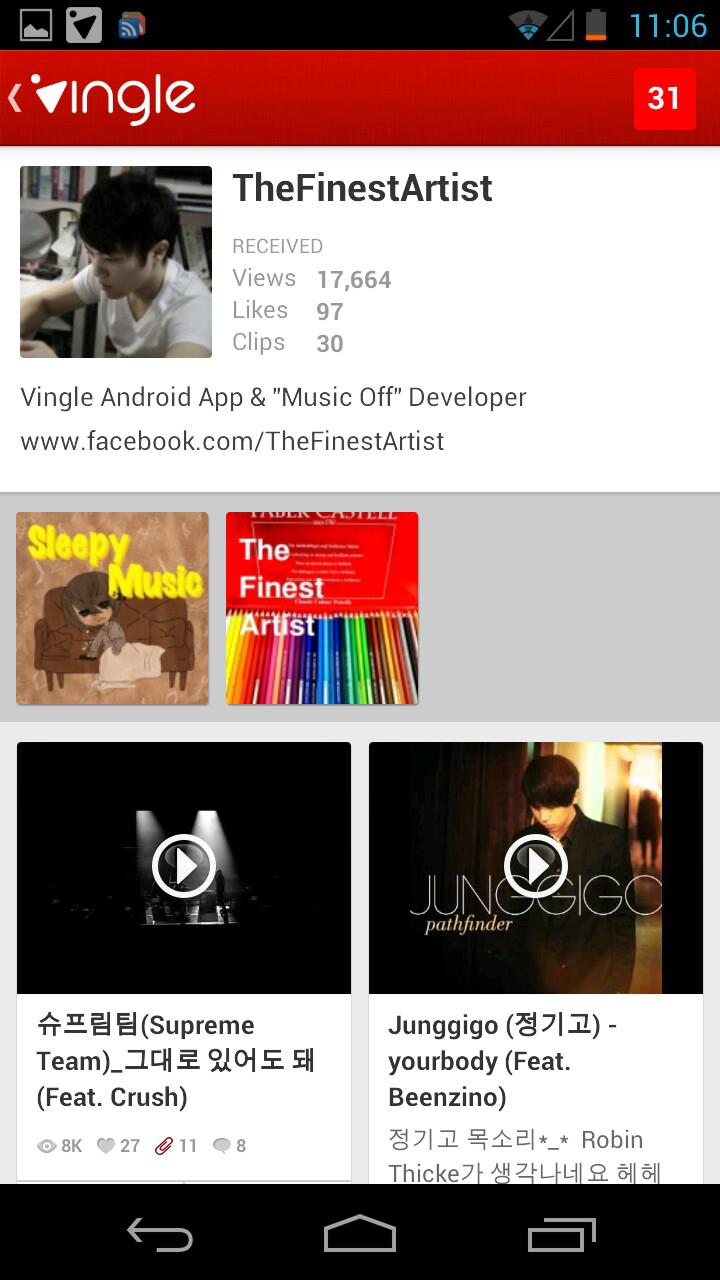 11:06
vingle
31
TheFinestArtist
RECEIVED
Views 17,664
Likes 97
Clips 30
Vingle Android App & "Music Off" Developer
www.facebook.com/TheFinestArtist
Sleepy
Music
FABER CASTELL
The
Finest
Artist
Classic Colour Pencils
JUNGGIGO
pathfinder
슈프림팀(Supreme
Team)_그대로 있어도 돼
(Feat. Crush)
8K 27 11 8
Junggigo (정기고) -
yourbody (Feat.
Beenzino)
정기고 목소리*_* Robin
Thicke가 생각나네요 헤헤